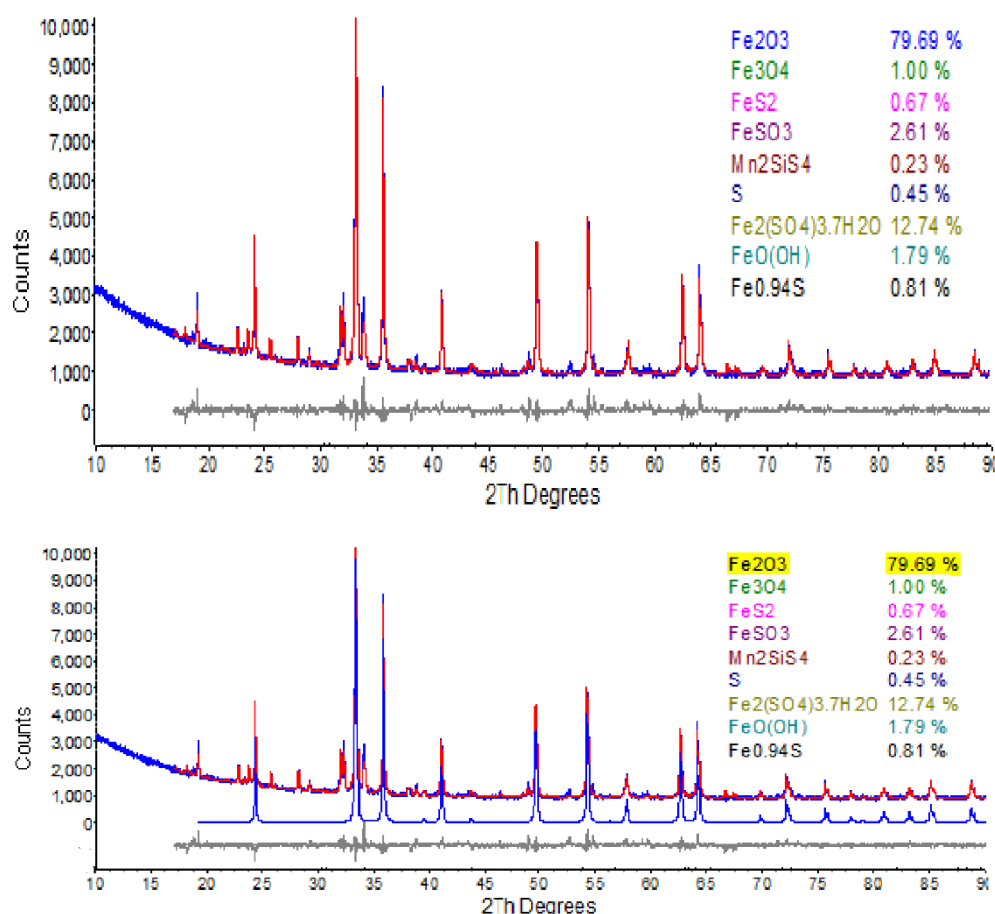 10,000
9,000
8,000
7,000
6,000
5,000
4,000
3,000
2,000
1,000
0
Counts
Fe2O3 79.69 %
Fe3O4 1.00 %
FeS2 0.67 %
FeSO3 2.61 %
Mn2SiS4 0.23 %
S 0.45 %
Fe2(SO4)3.7H2O 12.74 %
FeO(OH) 1.79 %
Fe0.94S 0.81 %
10 15 20 25 30 35 40 45 50 55 60 65 70 75 80 85 90
2Th Degrees
10,000
9,000
8,000
7,000
6,000
5,000
4,000
3,000
2,000
1,000
0
Counts
Fe2O3 79.69 %
Fe3O4 1.00 %
FeS2 0.67 %
FeSO3 2.61 %
Mn2SiS4 0.23 %
S 0.45 %
Fe2(SO4)3.7H2O 12.74 %
FeO(OH) 1.79 %
Fe0.94S 0.81 %
10 15 20 25 30 35 40 45 50 55 60 65 70 75 80 85 90
2Th Degrees